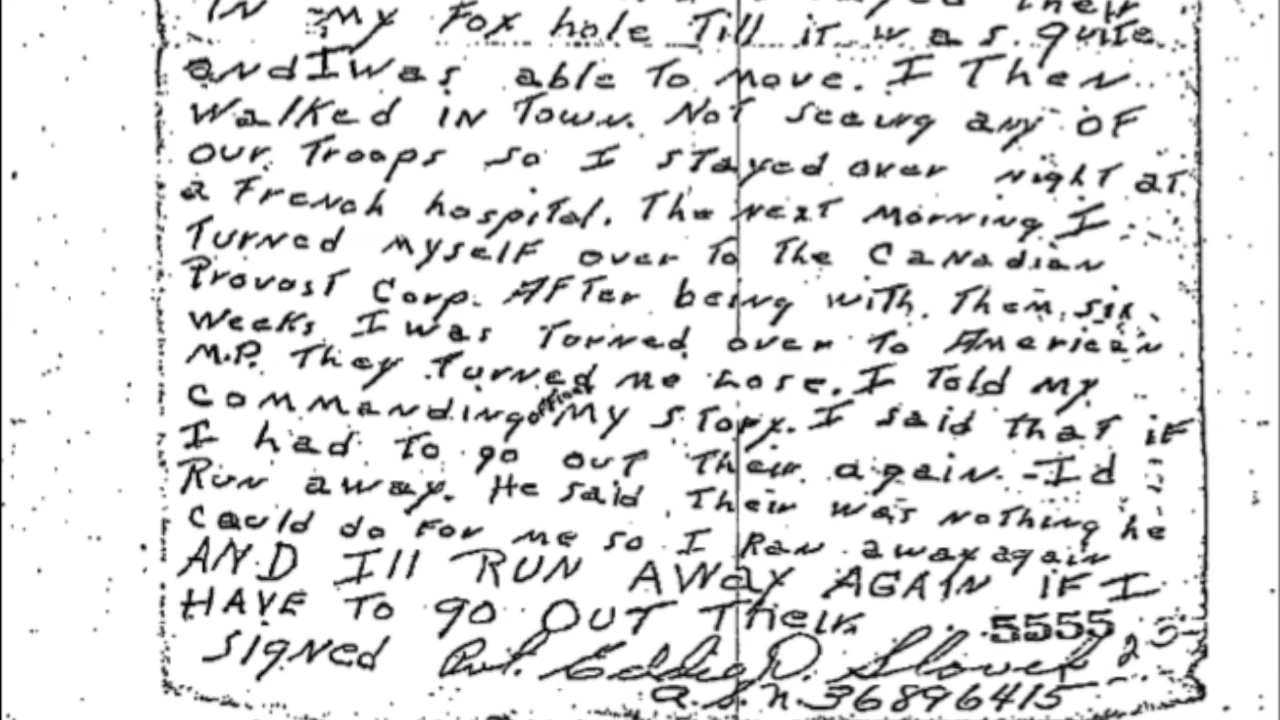 IN my Fox hole Till it was quite
and I was able To move. I Then
Walked in Town. Not seeing any OF
our Troops so I stayed over night at
a French hospital. The next morning I
Turned myself over to the Canadian
Provost Corp. After being with them six
weeks I was Turned over to American
M.P. They Turned me lose. I Told my
commanding officer my story. I said that if
I had to go out Their again Id
Run away. He said Their was nothing he
could do for me so I Ran away again
AND Ill RUN AWAY AGAIN IF I
HAVE To go OUT Their.
5555
signed Pvt. Eddie D. Slovik 25
a.s.n. 36896415